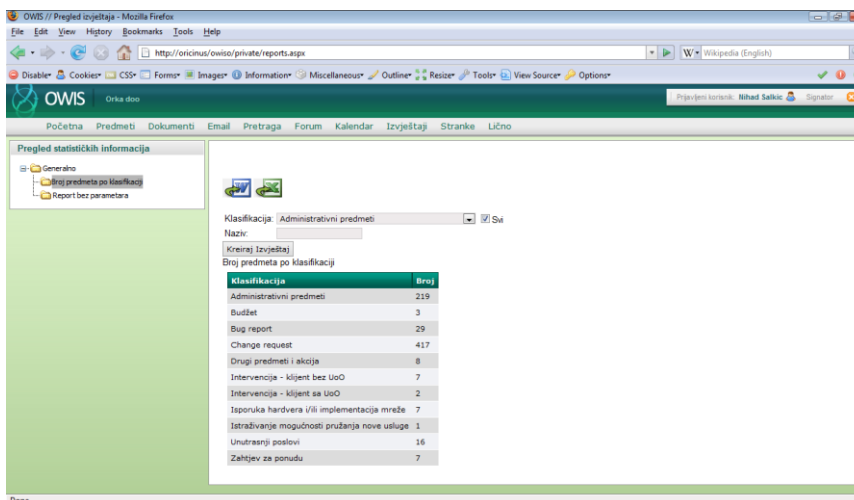 OWIS // Pregled izvještaja - Mozilla Firefox
File Edit View History Bookmarks Tools Help
http://oricinus/owiso/private/reports.aspx
W Wikipedia (English)
Disable Cookies CSS Forms Images Information Miscellaneous Outline Resize Tools View Source Options
OWIS Orka doo Prijavljeni korisnik: Nihad Salkic Signator
Početna Predmeti Dokumenti Email Pretraga Forum Kalendar Izvještaji Stranke Lično
Pregled statističkih informacija
Generalno
Broj predmeta po klasifikaciji
Report bez parametara
Klasifikacija: Administrativni predmeti Svi
Naziv:
Kreiraj Izvještaj
Broj predmeta po klasifikaciji
Klasifikacija Broj
Administrativni predmeti 219
Budžet 3
Bug report 29
Change request 417
Drugi predmeti i akcija 8
Intervencija - klijent bez UoO 7
Intervencija - klijent sa UoO 2
Isporuka hardvera i/ili implementacija mreže 7
Istraživanje mogućnosti pružanja nove usluge 1
Unutrasnji poslovi 16
Zahtjev za ponudu 7